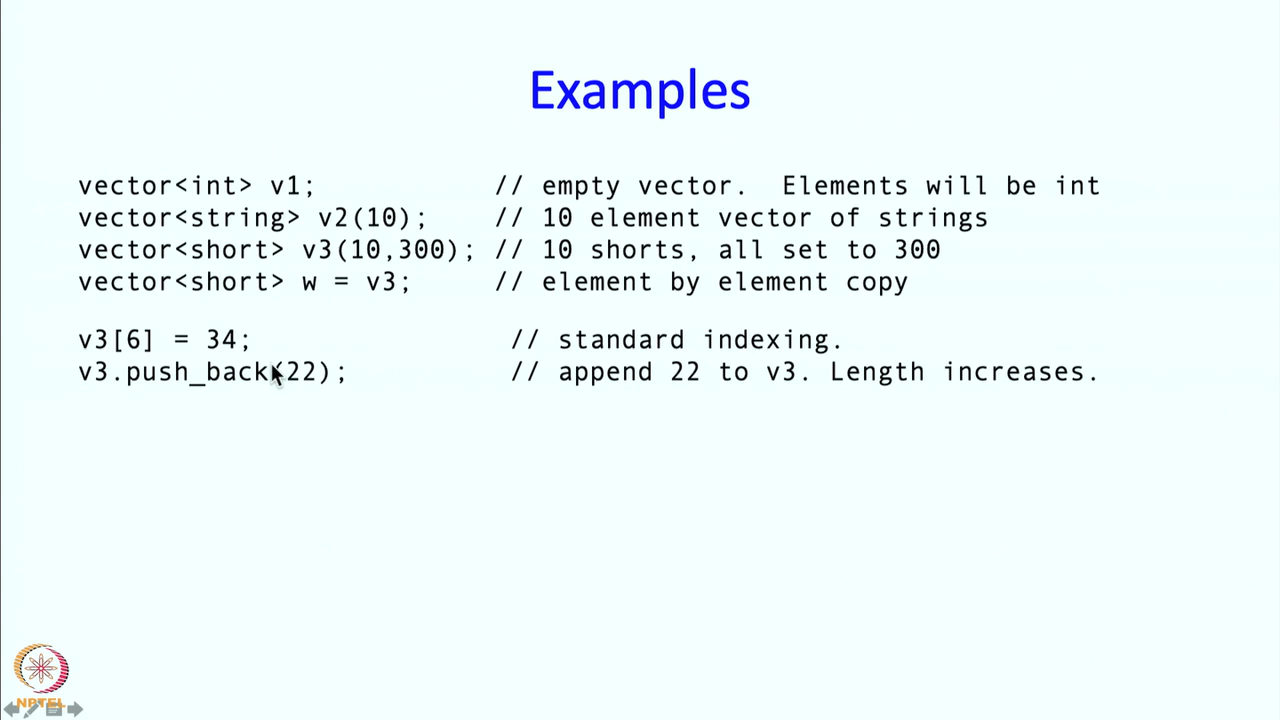 Examples
vector<int> v1; // empty vector. Elements will be int
vector<string> v2(10); // 10 element vector of strings
vector<short> v3(10,300); // 10 shorts, all set to 300
vector<short> w = v3; // element by element copy
v3[6] = 34; // standard indexing.
v3.push_back(22); // append 22 to v3. Length increases.
NPTEL